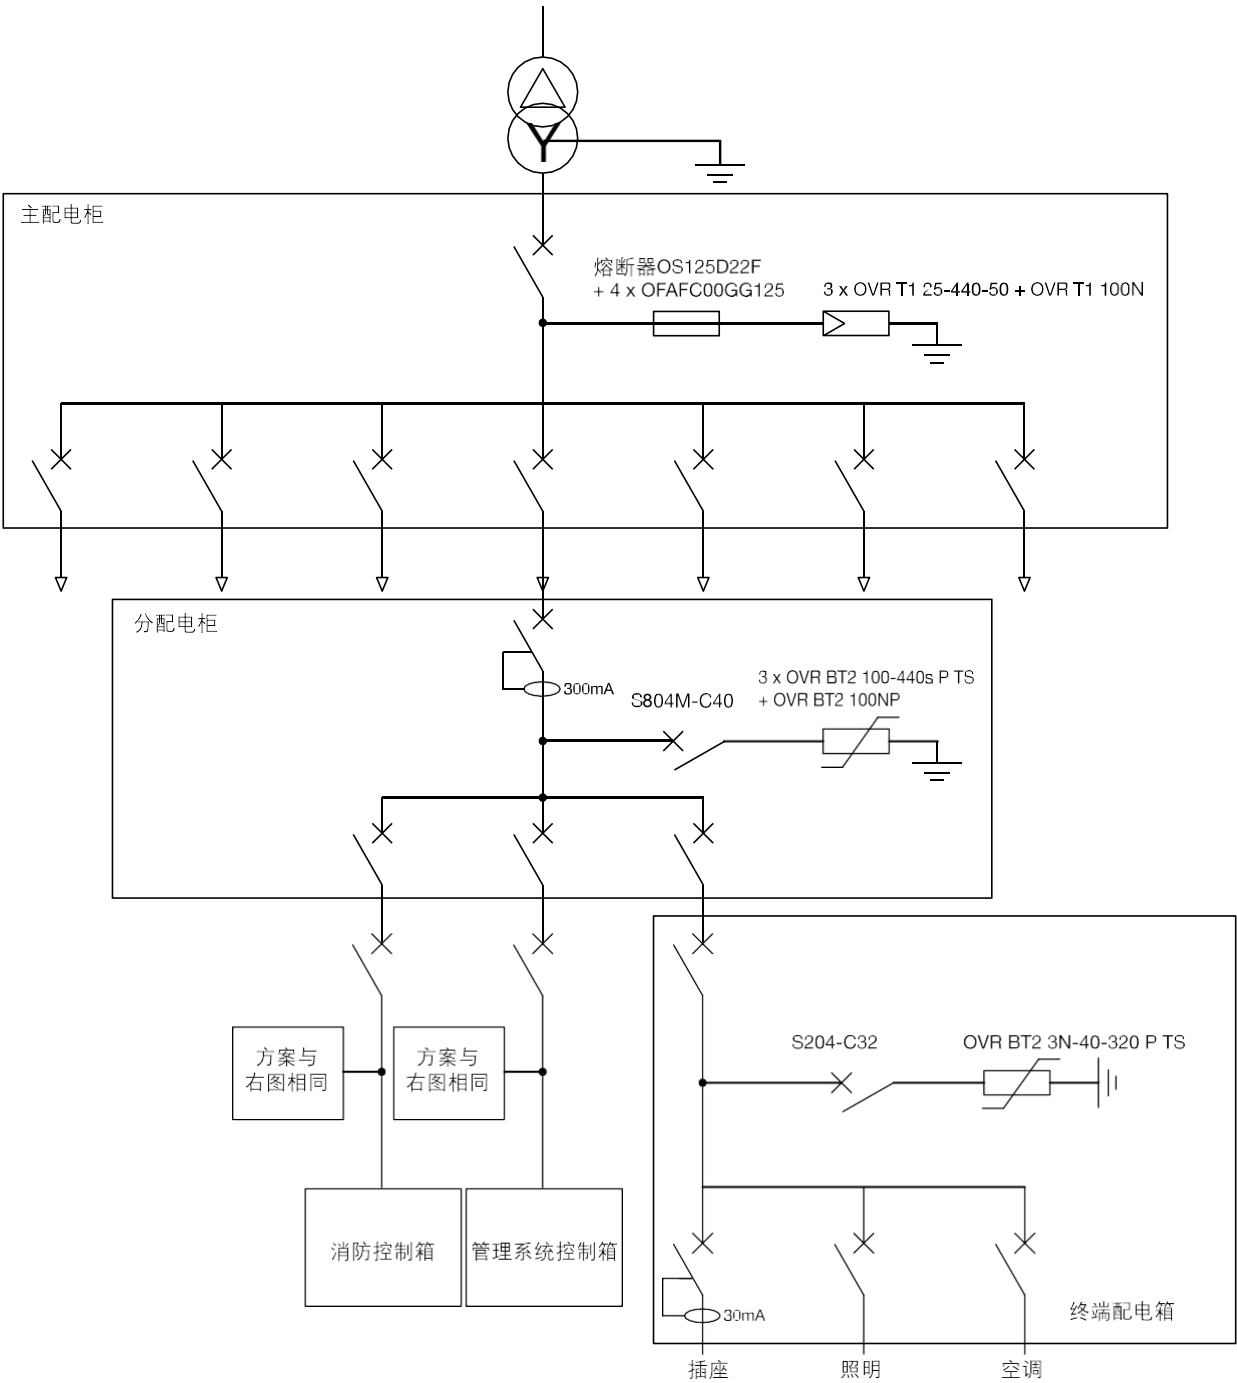 主配电柜
熔断器OS125D22F
+ 4 x OFAFC00GG125
3 x OVR T1 25-440-50 + OVR T1 100N
分配电柜
300mA
S804M-C40
3 x OVR BT2 100-440s P TS
+ OVR BT2 100NP
方案与
右图相同
方案与
右图相同
S204-C32
OVR BT2 3N-40-320 P TS
消防控制箱
管理系统控制箱
30mA
终端配电箱
插座
照明
空调